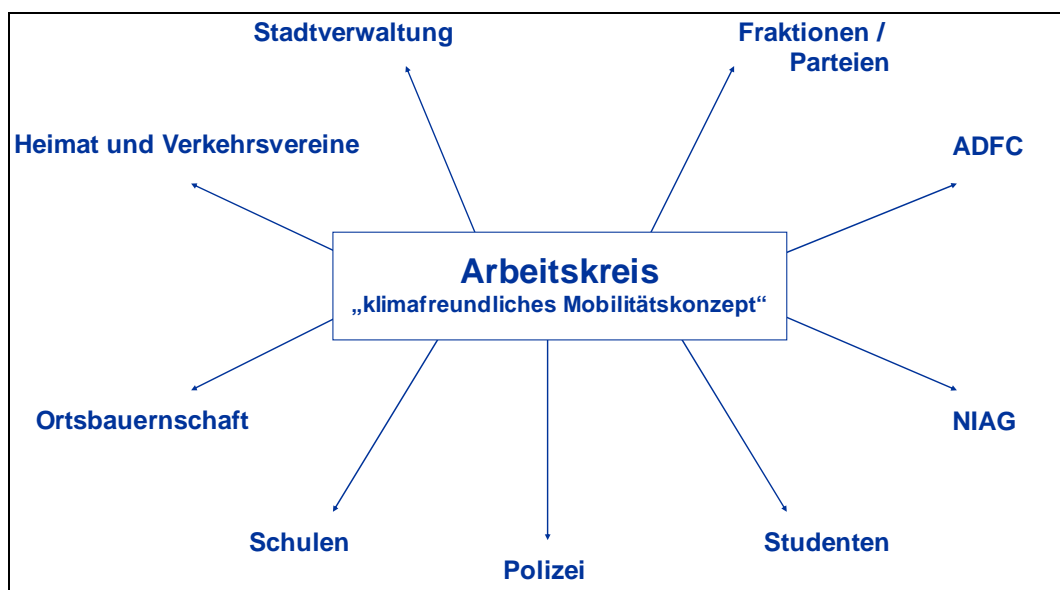 Stadtverwaltung
Fraktionen /
Parteien
Heimat und Verkehrsvereine
ADFC
Arbeitskreis
„klimafreundliches Mobilitätskonzept“
Ortsbauernschaft
NIAG
Schulen
Studenten
Polizei